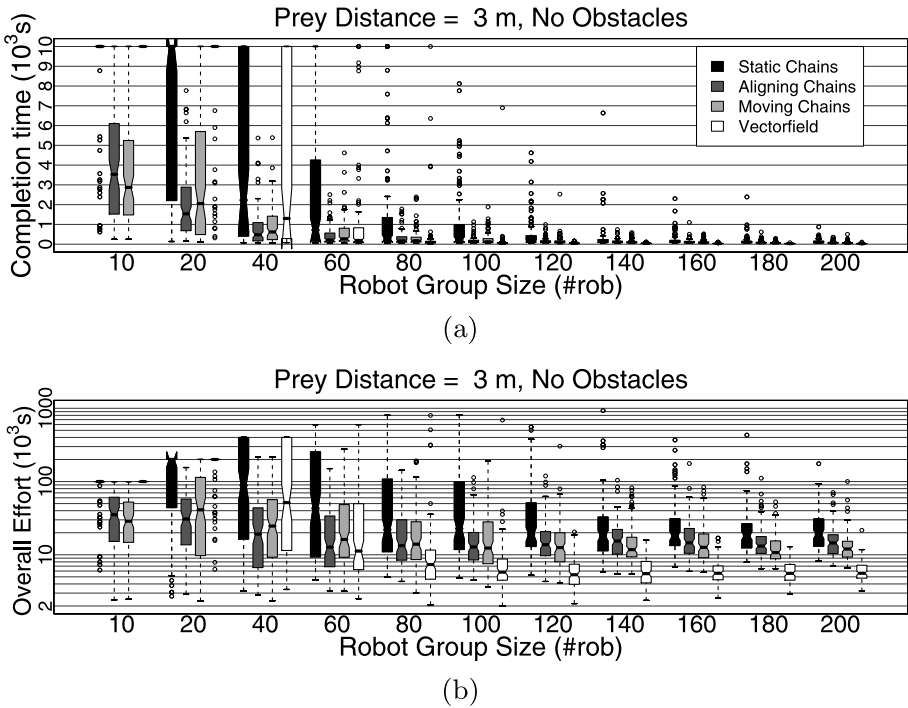 Prey Distance = 3 m, No Obstacles
Completion time (10³s)
10
9
8
7
6
5
4
3
2
1
0
Static Chains
Aligning Chains
Moving Chains
Vectorfield
10 20 40 60 80 100 120 140 160 180 200
Robot Group Size (#rob)
(a)
Prey Distance = 3 m, No Obstacles
Overall Effort (10³s)
1000
100
10
2
10 20 40 60 80 100 120 140 160 180 200
Robot Group Size (#rob)
(b)